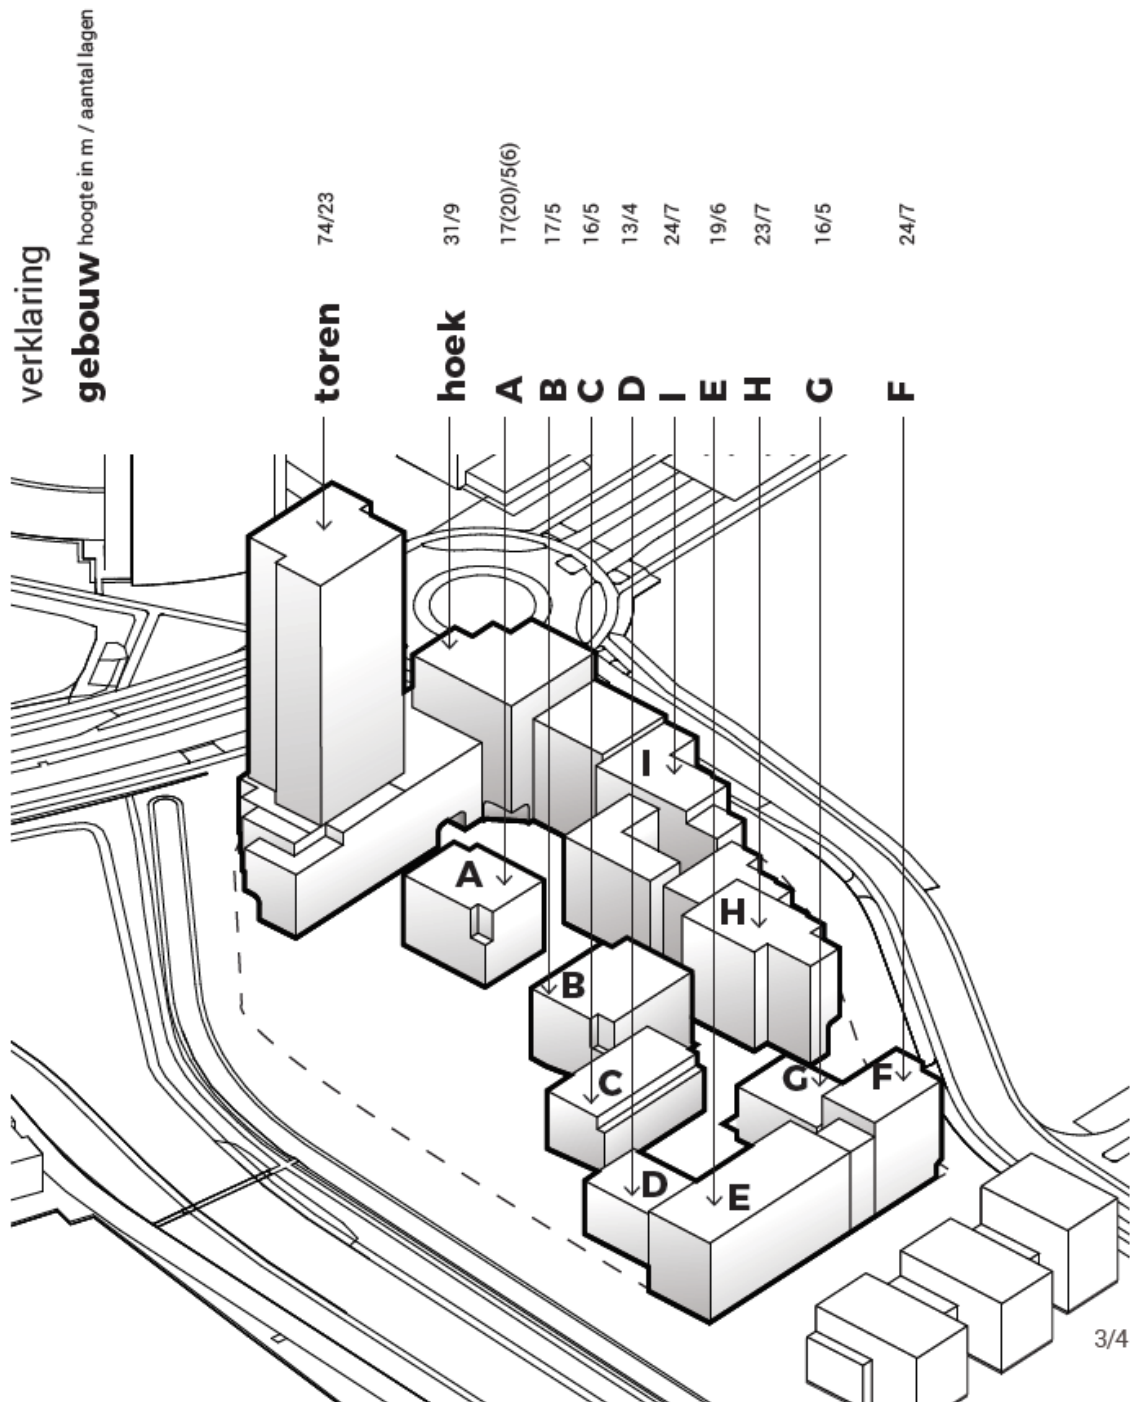 verklaring
gebouw hoogte in m / aantal lagen
toren 74/23
hoek 31/9
A 17(20)/5(6)
B 17/5
C 16/5
D 13/4
I 24/7
E 19/6
H 23/7
G 16/5
F 24/7
I
A
H
B
C
G
F
D
E
3/4